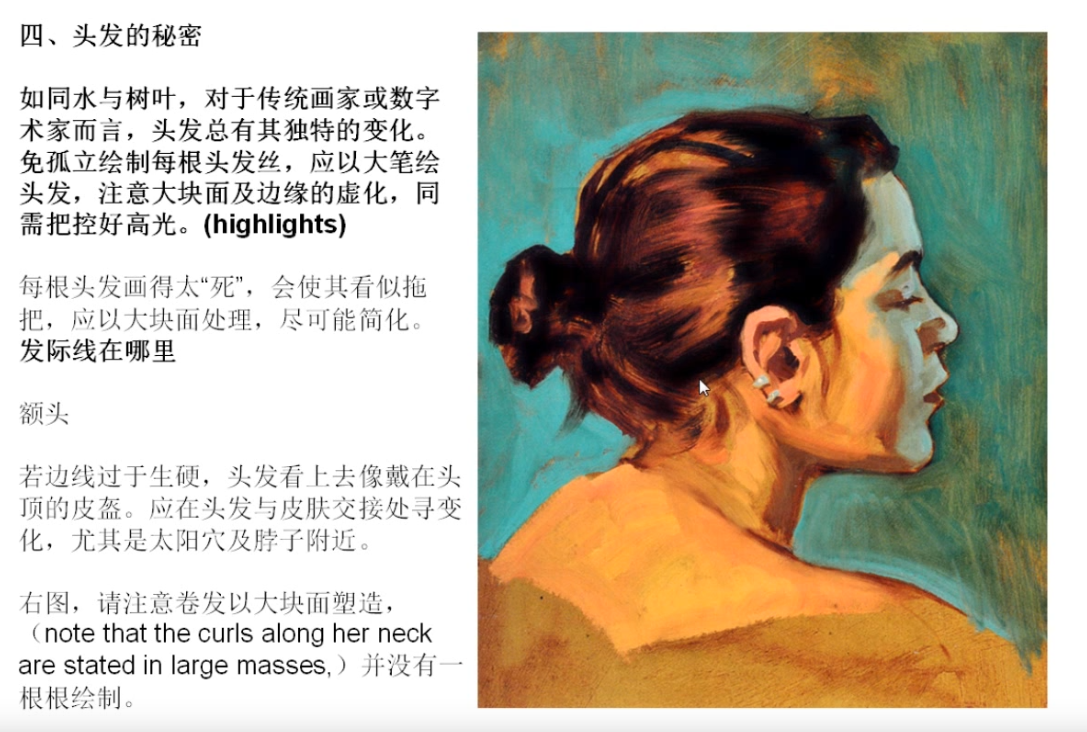 四、头发的秘密
如同水与树叶，对于传统画家或数字
术家而言，头发总有其独特的变化。
免孤立绘制每根头发丝，应以大笔绘
头发，注意大块面及边缘的虚化，同
需把控好高光。(highlights)
每根头发画得太“死”，会使其看似拖
把，应以大块面处理，尽可能简化。
发际线在哪里
额头
若边线过于生硬，头发看上去像戴在头
顶的皮盔。应在头发与皮肤交接处寻变
化，尤其是太阳穴及脖子附近。
右图，请注意卷发以大块面塑造，
（note that the curls along her neck
are stated in large masses,）并没有一
根根绘制。